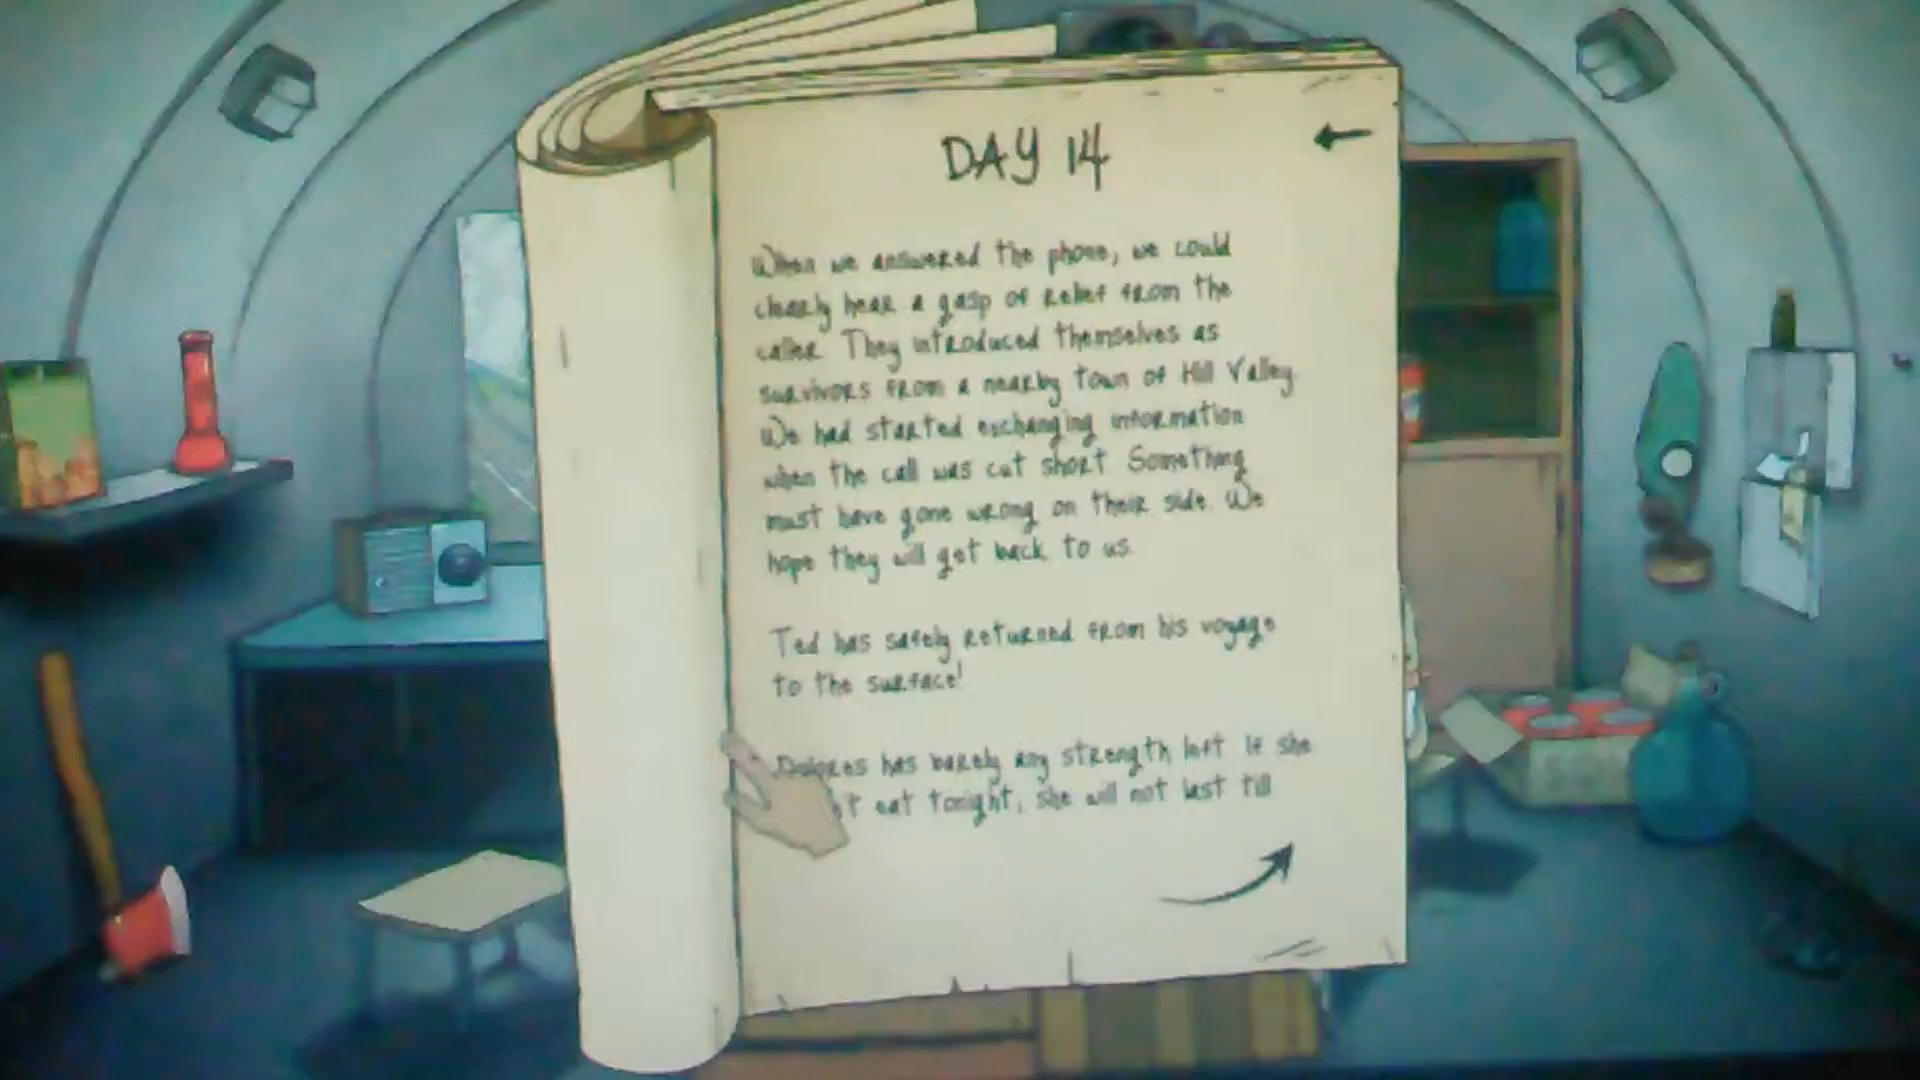 DAY 14
When we answered the phone, we could
clearly hear a gasp of relief from the
caller. They introduced themselves as
survivors from a nearby town of Hill Valley.
We had started exchanging information
when the call was cut short. Something
must have gone wrong on their side. We
hope they will get back to us.
Ted has safely returned from his voyage
to the surface!
Dolores has barely any strength left. If she
eat tonight, she will not last till